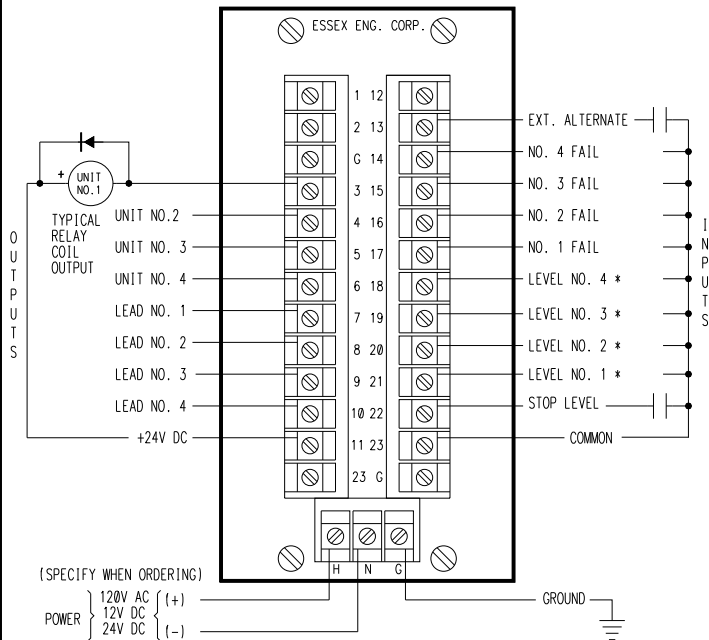 ESSEX ENG. CORP.
1 12
2 13
G 14
3 15
4 16
5 17
6 18
7 19
8 20
9 21
10 22
11 23
23 G
H N G
EXT. ALTERNATE
NO. 4 FAIL
NO. 3 FAIL
NO. 2 FAIL
NO. 1 FAIL
LEVEL NO. 4 *
LEVEL NO. 3 *
LEVEL NO. 2 *
LEVEL NO. 1 *
STOP LEVEL
COMMON
INPUTS
+
UNIT
NO.1
TYPICAL
RELAY
COIL
OUTPUT
UNIT NO.2
UNIT NO. 3
UNIT NO. 4
LEAD NO. 1
LEAD NO. 2
LEAD NO. 3
LEAD NO. 4
+24V DC
OUTPUTS
(SPECIFY WHEN ORDERING)
POWER
120V AC
12V DC
24V DC
(+)
(-)
GROUND